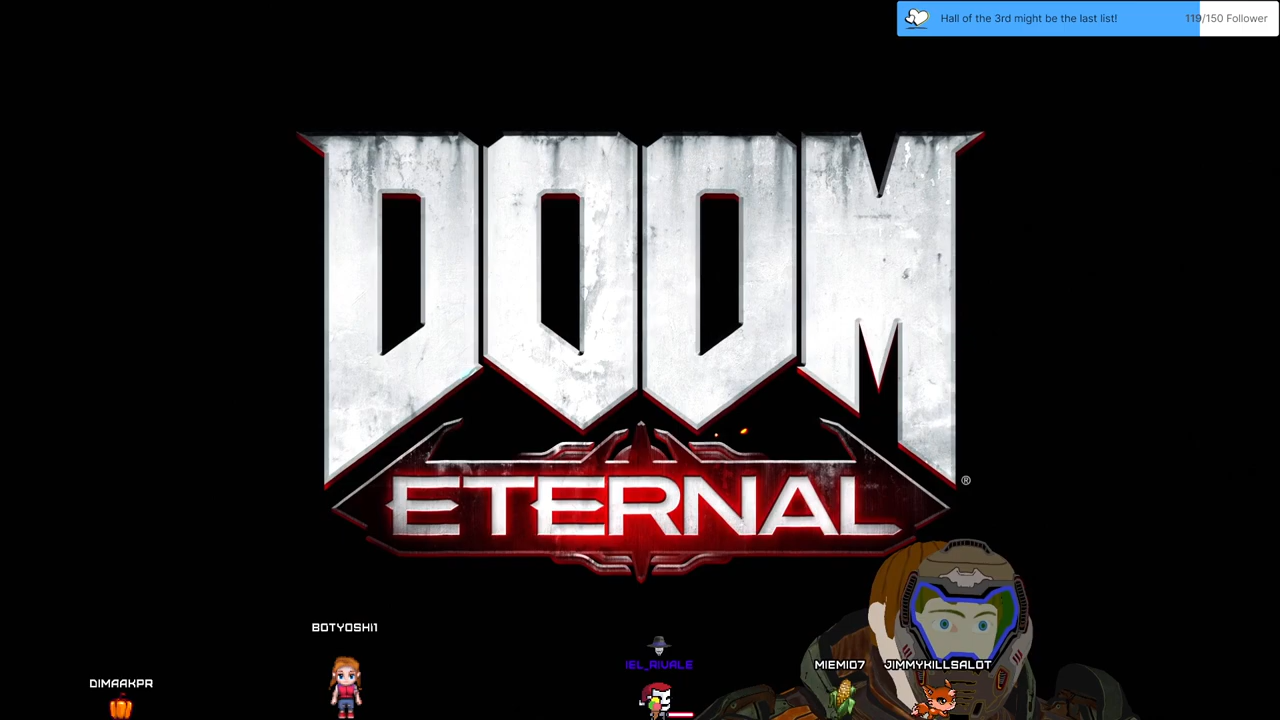 Hall of the 3rd might be the last list! 119/150 Follower
DOOM
ETERNAL ®
BOTYOSHI1
IEL_RIVALE
MIEMIO7 JIMMYKILLSALOT
DIMAAKPR